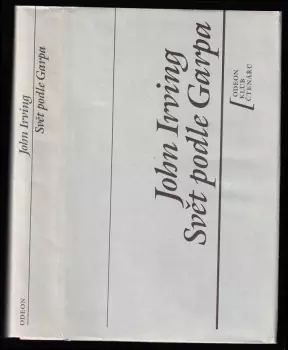 John Irving
Svět podle Garpa
ODEON
John Irving
Svět podle Garpa
ODEON
KLUB
ČTENÁŘŮ